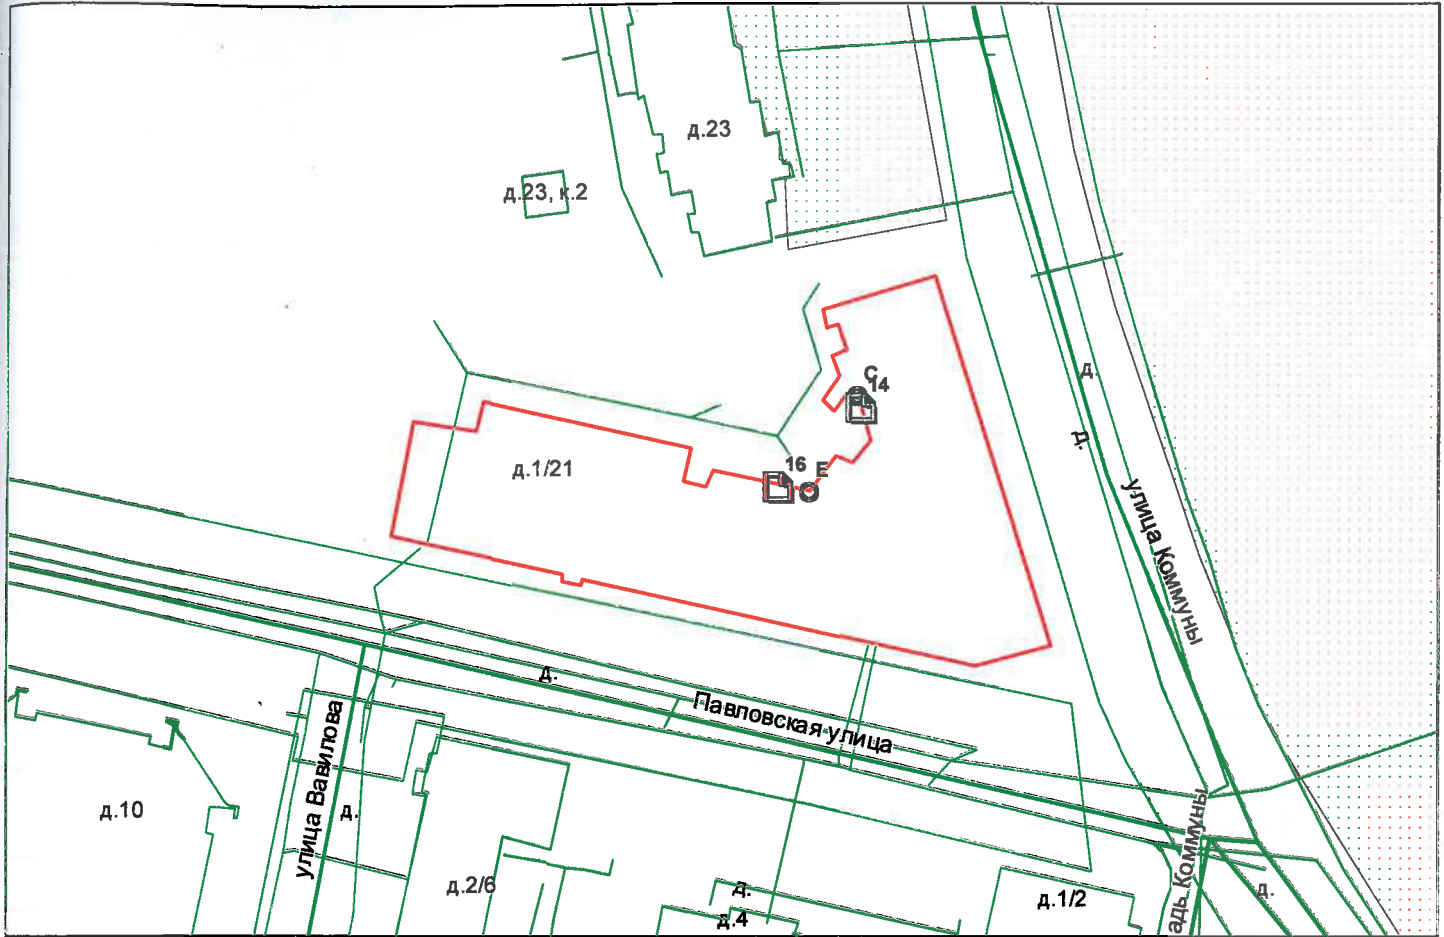 д.23
д.23, к.2
С
14
д.
д.
16
Е
д.1/21
улица Коммуны
д.
Павловская улица
улица Вавилова
д.10
д.
д.2/6
д.
д.4
д.1/2
адь Коммуны
д.